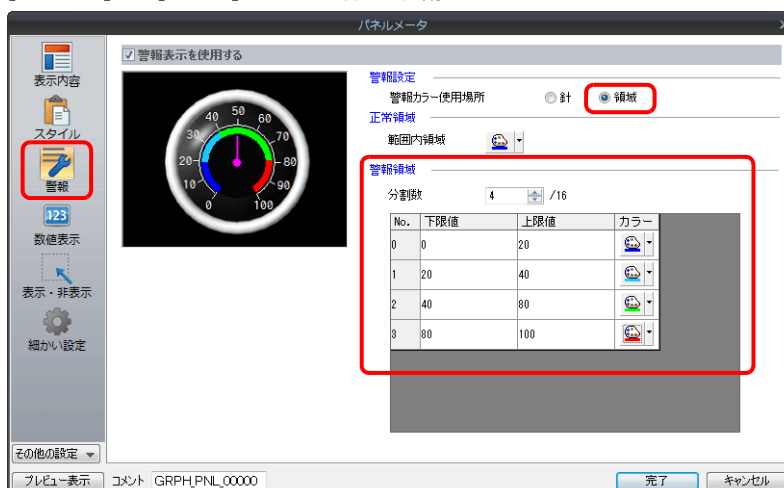 パネルメータ
表示内容
スタイル
警報
数値表示
表示・非表示
細かい設定
その他の設定
警報表示を使用する
0
10
20
30
40
50
60
70
80
90
100
警報設定
警報カラー使用場所 針 領域
正常領域
範囲内領域
警報領域
分割数 4 /16
No. 下限値 上限値 カラー
0 0 20
1 20 40
2 40 80
3 80 100
プレビュー表示 コメント GRPH_PNL_00000 完了 キャンセル